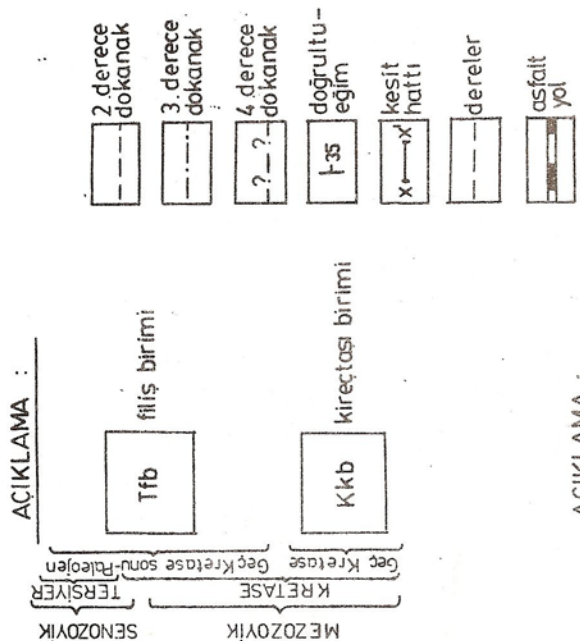 AÇIKLAMA :
SENOZOYİK
TERSİYER
Geç Kretase sonu-Paleojen
Tfb
filiş birimi
MEZOZOYİK
KRETASE
Geç Kretase
Kkb
kireçtaşı birimi
:
2. derece
dokanak
3. derece
dokanak
? ?
4. derece
dokanak
35
doğrultu-
eğim
X X'
kesit
hattı
dereler
asfalt
yol
AÇIKLAMA :